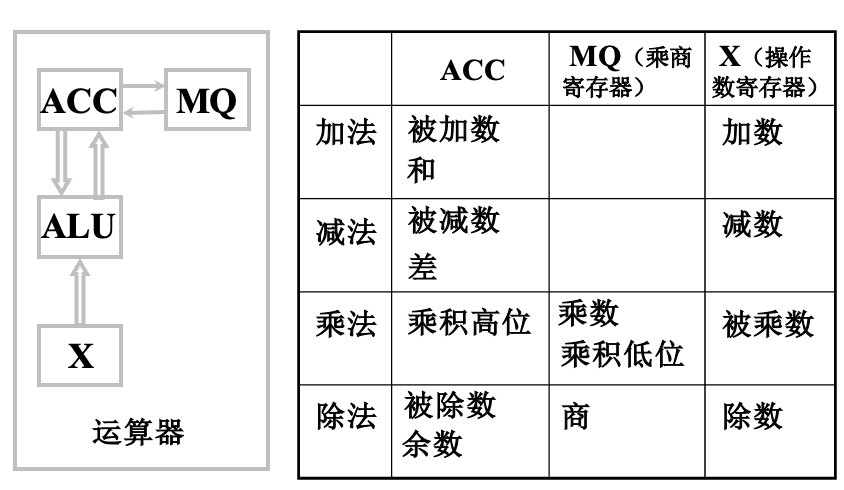 ACC
MQ
ALU
X
运算器
ACC
MQ（乘商
寄存器）
X（操作
数寄存器）
加法
被加数
和
加数
减法
被减数
差
减数
乘法
乘积高位
乘数
乘积低位
被乘数
除法
被除数
余数
商
除数